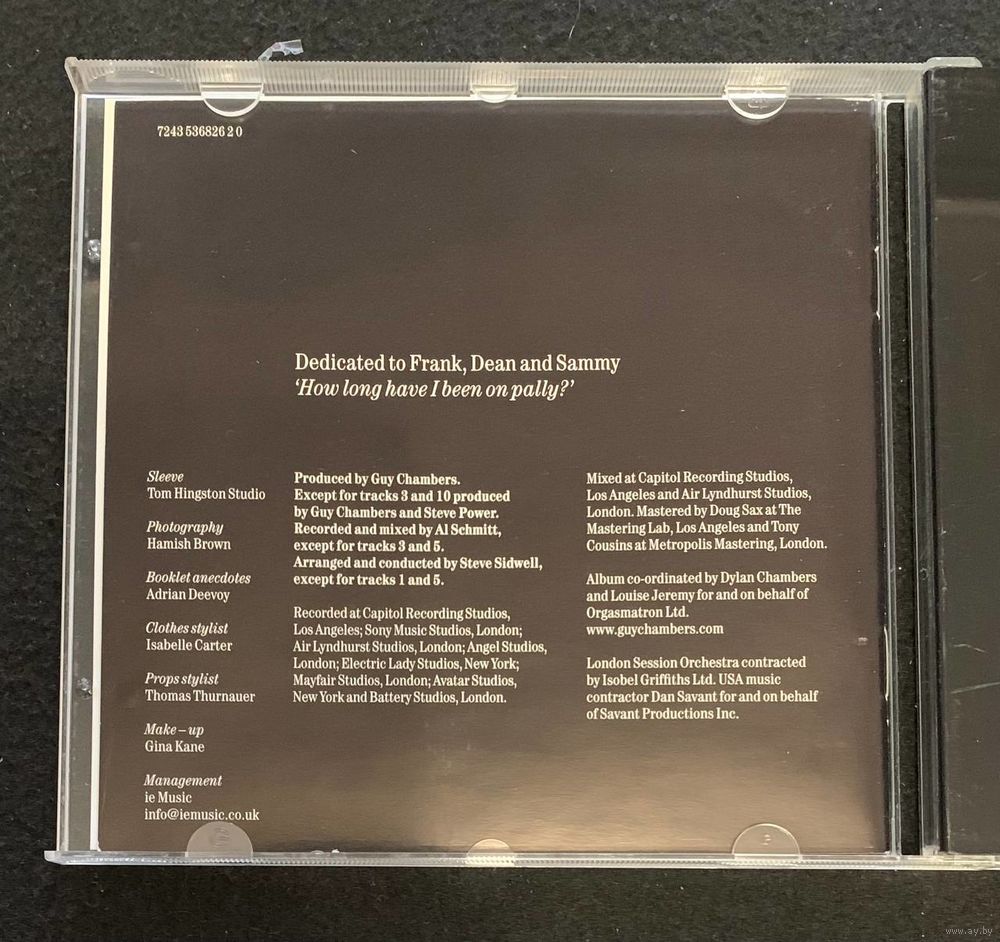 7243 536826 2 0
Dedicated to Frank, Dean and Sammy
‘How long have I been on pally?’
Sleeve
Tom Hingston Studio
Photography
Hamish Brown
Booklet anecdotes
Adrian Deevoy
Clothes stylist
Isabelle Carter
Props stylist
Thomas Thurnauer
Make – up
Gina Kane
Management
ie Music
info@iemusic.co.uk
Produced by Guy Chambers.
Except for tracks 3 and 10 produced
by Guy Chambers and Steve Power.
Recorded and mixed by Al Schmitt,
except for tracks 3 and 5.
Arranged and conducted by Steve Sidwell,
except for tracks 1 and 5.
Recorded at Capitol Recording Studios,
Los Angeles; Sony Music Studios, London;
Air Lyndhurst Studios, London; Angel Studios,
London; Electric Lady Studios, New York;
Mayfair Studios, London; Avatar Studios,
New York and Battery Studios, London.
Mixed at Capitol Recording Studios,
Los Angeles and Air Lyndhurst Studios,
London. Mastered by Doug Sax at The
Mastering Lab, Los Angeles and Tony
Cousins at Metropolis Mastering, London.
Album co-ordinated by Dylan Chambers
and Louise Jeremy for and on behalf of
Orgasmatron Ltd.
www.guychambers.com
London Session Orchestra contracted
by Isobel Griffiths Ltd. USA music
contractor Dan Savant for and on behalf
of Savant Productions Inc.
www.ay.by